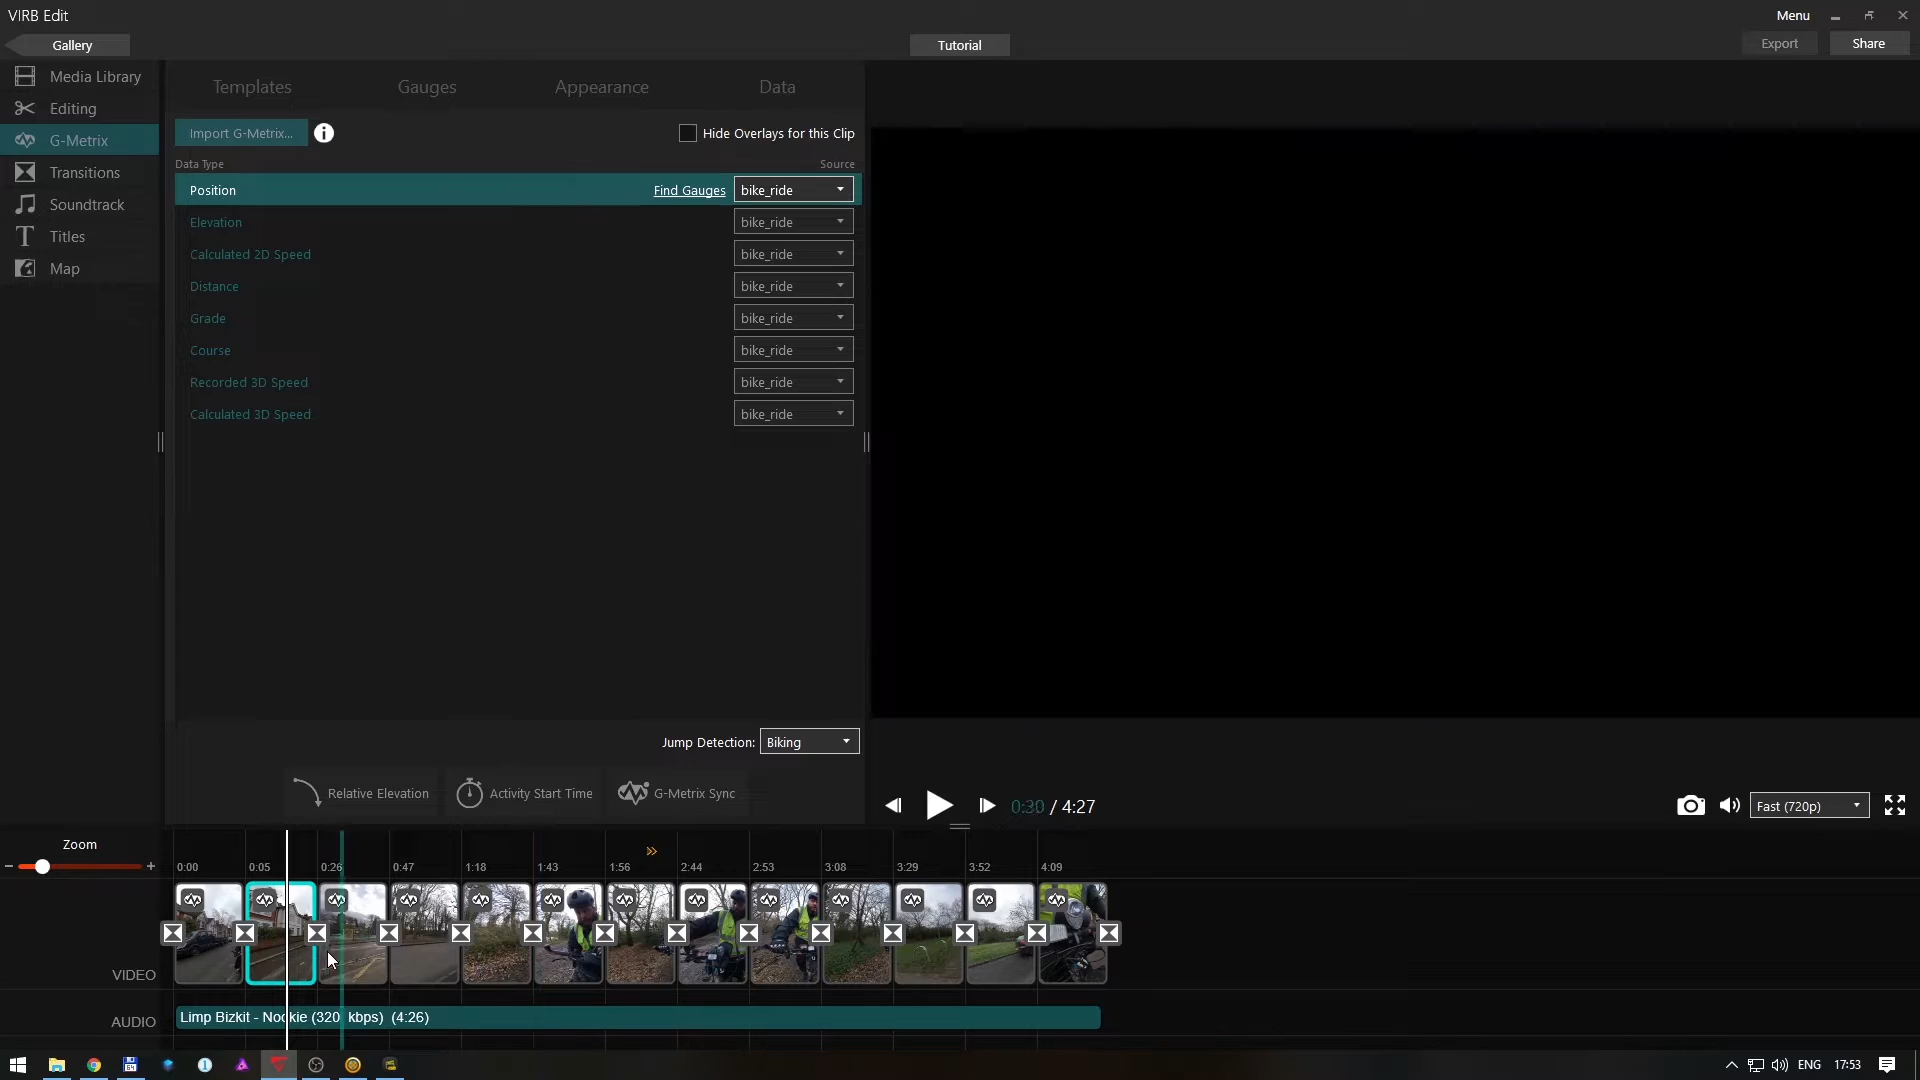 VIRB Edit
Menu
Gallery
Tutorial
Export
Share
Media Library
Editing
G-Metrix
Transitions
Soundtrack
Titles
Map
Templates
Gauges
Appearance
Data
Import G-Metrix...
Hide Overlays for this Clip
Data Type
Source
Position
Find Gauges
bike_ride
Elevation
bike_ride
Calculated 2D Speed
bike_ride
Distance
bike_ride
Grade
bike_ride
Course
bike_ride
Recorded 3D Speed
bike_ride
Calculated 3D Speed
bike_ride
Jump Detection: Biking
Relative Elevation
Activity Start Time
G-Metrix Sync
0:30 / 4:27
Fast (720p)
Zoom
0:00
0:05
0:26
0:47
1:18
1:43
1:56
2:44
2:53
3:08
3:29
3:52
4:09
VIDEO
AUDIO
Limp Bizkit - Nookie (320 kbps) (4:26)
ENG
17:53